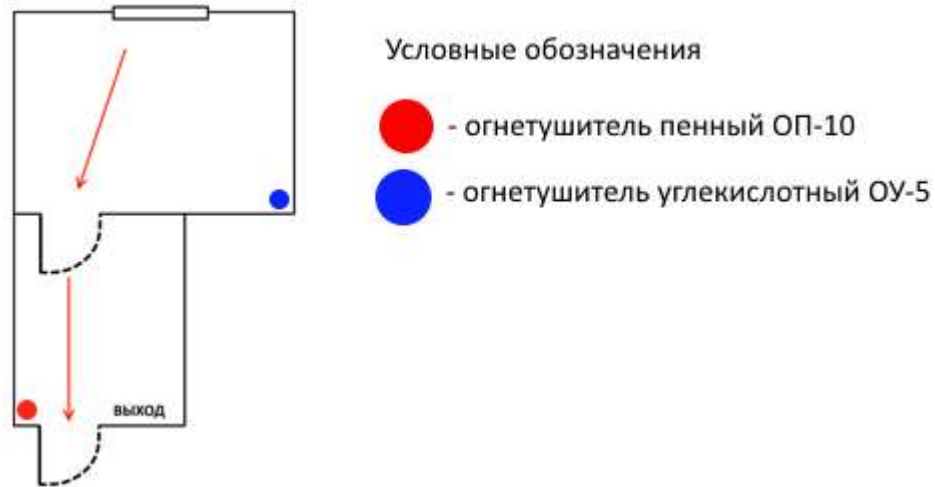 Условные обозначения
- огнетушитель пенный ОП-10
- огнетушитель углекислотный ОУ-5
выход